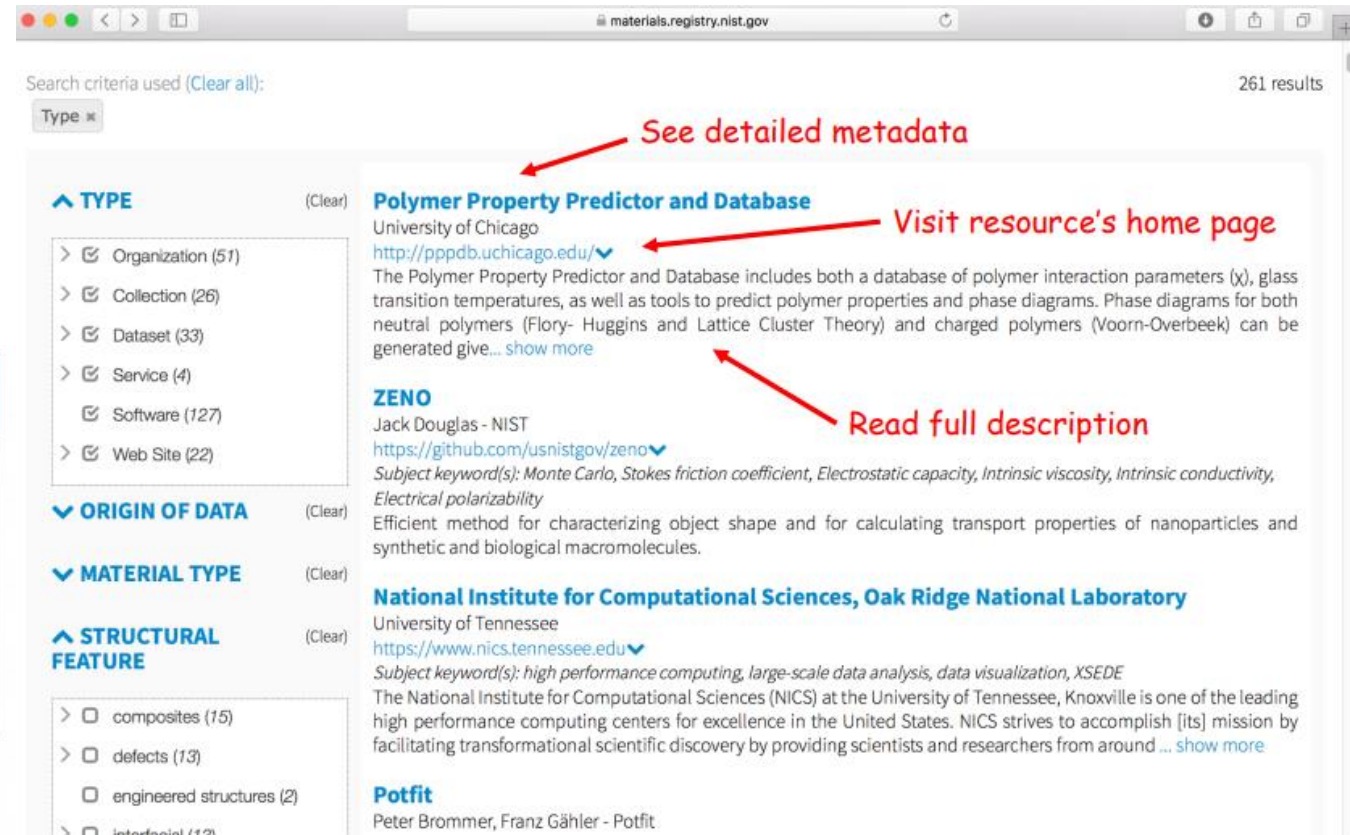 materials.registry.nist.gov
Search criteria used (Clear all):
261 results
Type ×
See detailed metadata
TYPE (Clear)
Organization (51)
Collection (26)
Dataset (33)
Service (4)
Software (127)
Web Site (22)
ORIGIN OF DATA (Clear)
MATERIAL TYPE (Clear)
STRUCTURAL (Clear)
FEATURE
composites (15)
defects (13)
engineered structures (2)
interfacial (12)
Polymer Property Predictor and Database
University of Chicago
Visit resource's home page
http://pppdb.uchicago.edu/
The Polymer Property Predictor and Database includes both a database of polymer interaction parameters (χ), glass
transition temperatures, as well as tools to predict polymer properties and phase diagrams. Phase diagrams for both
neutral polymers (Flory- Huggins and Lattice Cluster Theory) and charged polymers (Voorn-Overbeek) can be
generated give... show more
Read full description
ZENO
Jack Douglas - NIST
https://github.com/usnistgov/zeno
Subject keyword(s): Monte Carlo, Stokes friction coefficient, Electrostatic capacity, Intrinsic viscosity, Intrinsic conductivity,
Electrical polarizability
Efficient method for characterizing object shape and for calculating transport properties of nanoparticles and
synthetic and biological macromolecules.
National Institute for Computational Sciences, Oak Ridge National Laboratory
University of Tennessee
https://www.nics.tennessee.edu
Subject keyword(s): high performance computing, large-scale data analysis, data visualization, XSEDE
The National Institute for Computational Sciences (NICS) at the University of Tennessee, Knoxville is one of the leading
high performance computing centers for excellence in the United States. NICS strives to accomplish [its] mission by
facilitating transformational scientific discovery by providing scientists and researchers from around ... show more
Potfit
Peter Brommer, Franz Gähler - Potfit